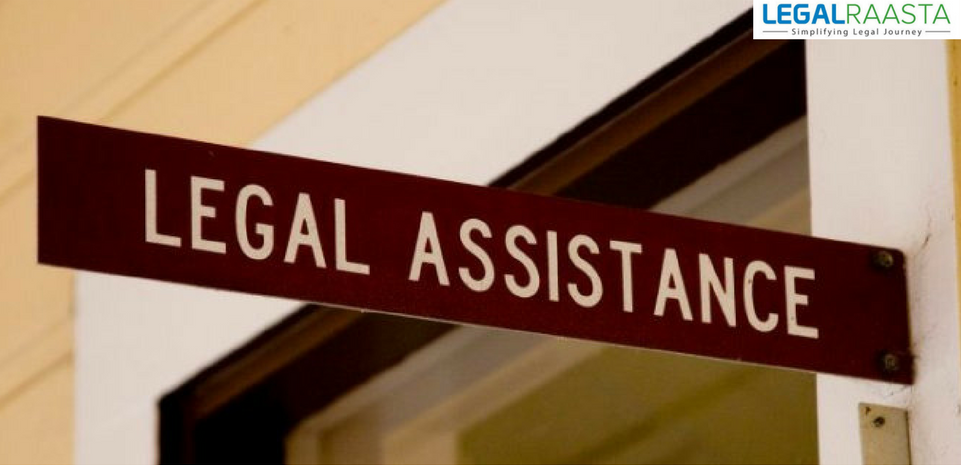 LEGALRAASTA
Simplifying Legal Journey
LEGAL ASSISTANCE